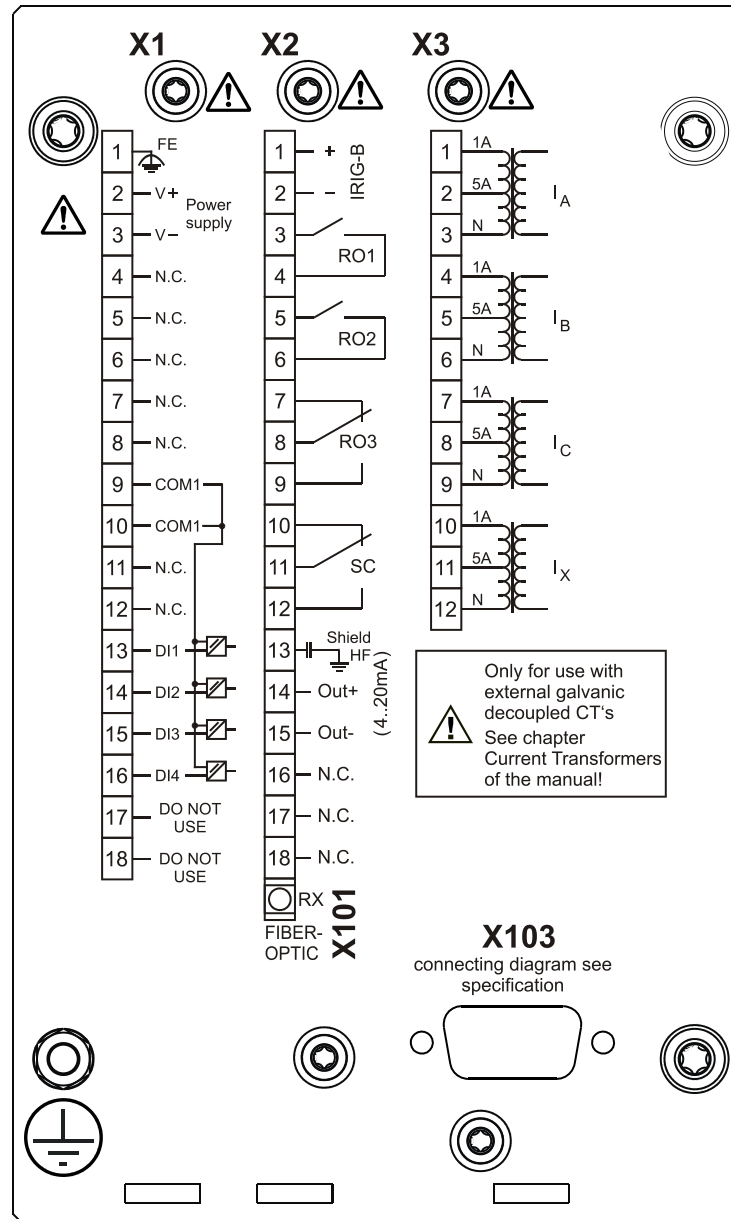 X1 X2 X3
1 FE
2 V+
Power
supply
3 V–
4 N.C.
5 N.C.
6 N.C.
7 N.C.
8 N.C.
9 COM1
10 COM1
11 N.C.
12 N.C.
13 DI1
14 DI2
15 DI3
16 DI4
17 DO NOT
USE
18 DO NOT
USE
1 +
2 –
IRIG-B
3
RO1
4
5
RO2
6
7
8 RO3
9
10
11 SC
12
13 Shield
HF
14 Out+
15 Out-
(4..20mA)
16 N.C.
17 N.C.
18 N.C.
RX
FIBER-
OPTIC
X101
1 1A
2 5A IA
3 N
4 1A
5 5A IB
6 N
7 1A
8 5A IC
9 N
10 1A
11 5A IX
12 N
Only for use with
external galvanic
decoupled CT‘s
See chapter
Current Transformers
of the manual!
X103
connecting diagram see
specification